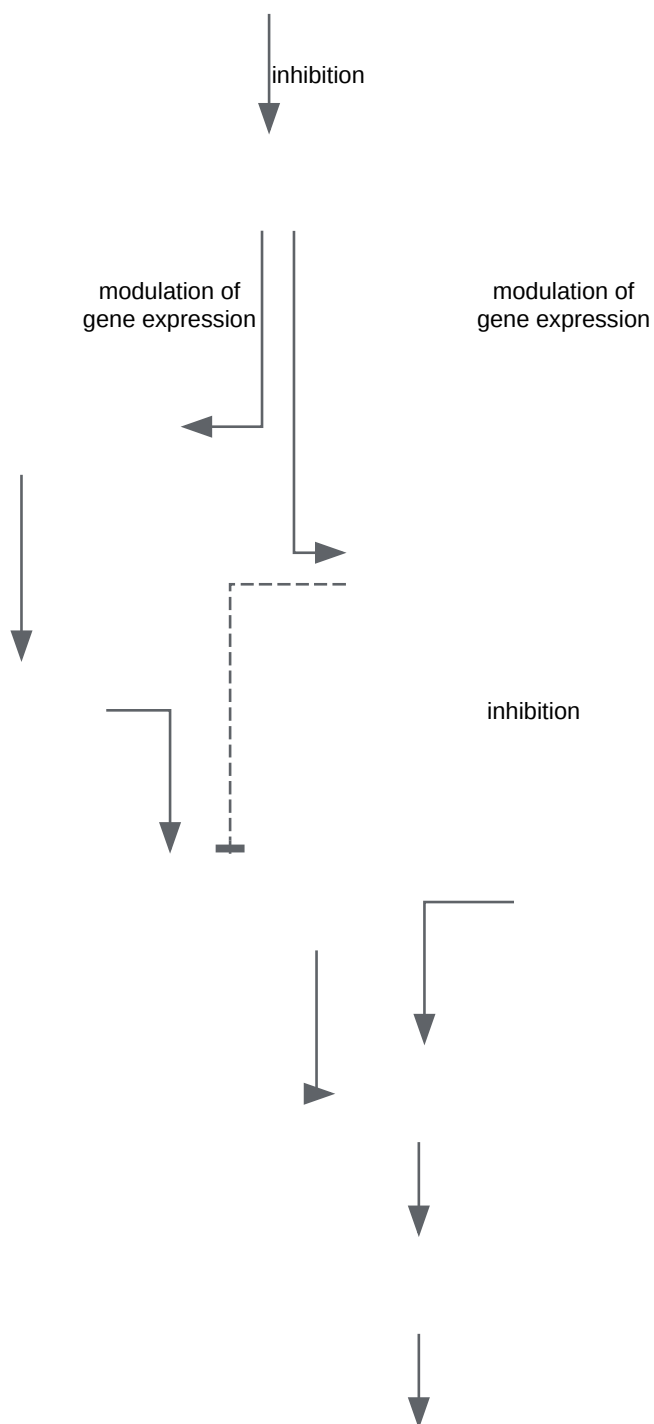 inhibition
modulation of
gene expression
modulation of
gene expression
inhibition